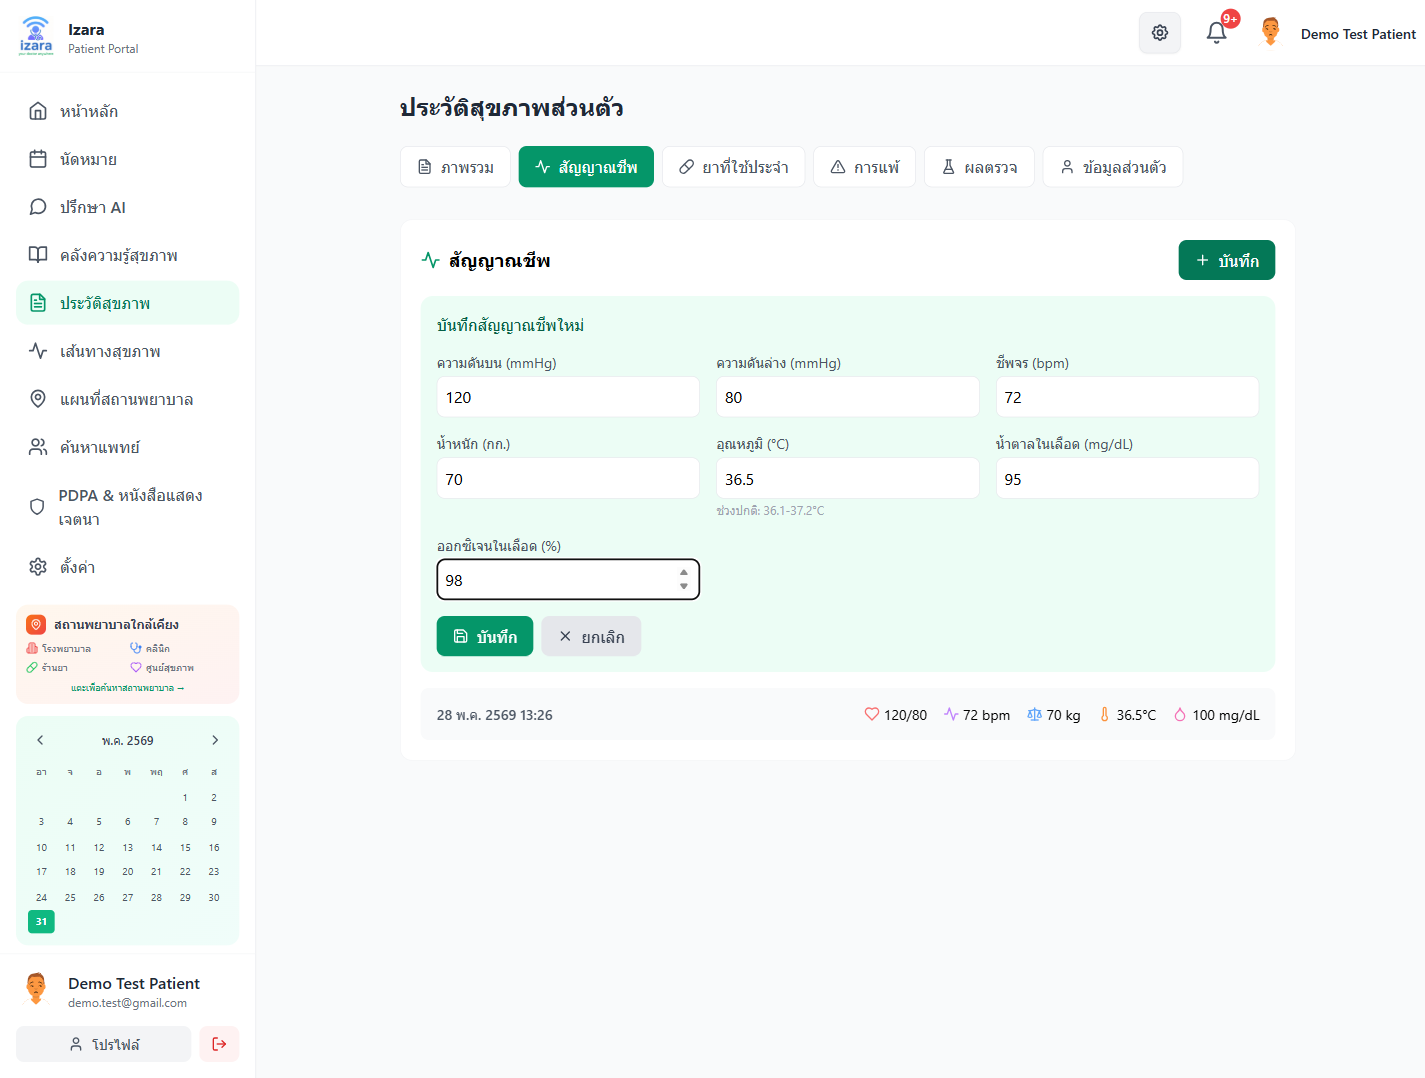 Izara
Patient Portal
izara
9+
Demo Test Patient
หน้าหลัก
นัดหมาย
ปรึกษา AI
คลังความรู้สุขภาพ
ประวัติสุขภาพ
เส้นทางสุขภาพ
แผนที่สถานพยาบาล
ค้นหาแพทย์
PDPA & หนังสือแสดง
เจตนา
ตั้งค่า
สถานพยาบาลใกล้เคียง
โรงพยาบาล
คลินิก
ร้านยา
ศูนย์สุขภาพ
แตะเพื่อค้นหาสถานพยาบาล →
พ.ค. 2569
อา จ อ พ พฤ ศ ส
1 2
3 4 5 6 7 8 9
10 11 12 13 14 15 16
17 18 19 20 21 22 23
24 25 26 27 28 29 30
31
Demo Test Patient
demo.test@gmail.com
โปรไฟล์
ประวัติสุขภาพส่วนตัว
ภาพรวม
สัญญาณชีพ
ยาที่ใช้ประจำ
การแพ้
ผลตรวจ
ข้อมูลส่วนตัว
สัญญาณชีพ
+ บันทึก
บันทึกสัญญาณชีพใหม่
ความดันบน (mmHg)
120
ความดันล่าง (mmHg)
80
ชีพจร (bpm)
72
น้ำหนัก (กก.)
70
อุณหภูมิ (°C)
36.5
ช่วงปกติ: 36.1-37.2°C
น้ำตาลในเลือด (mg/dL)
95
ออกซิเจนในเลือด (%)
98
บันทึก
ยกเลิก
28 พ.ค. 2569 13:26
120/80
72 bpm
70 kg
36.5°C
100 mg/dL